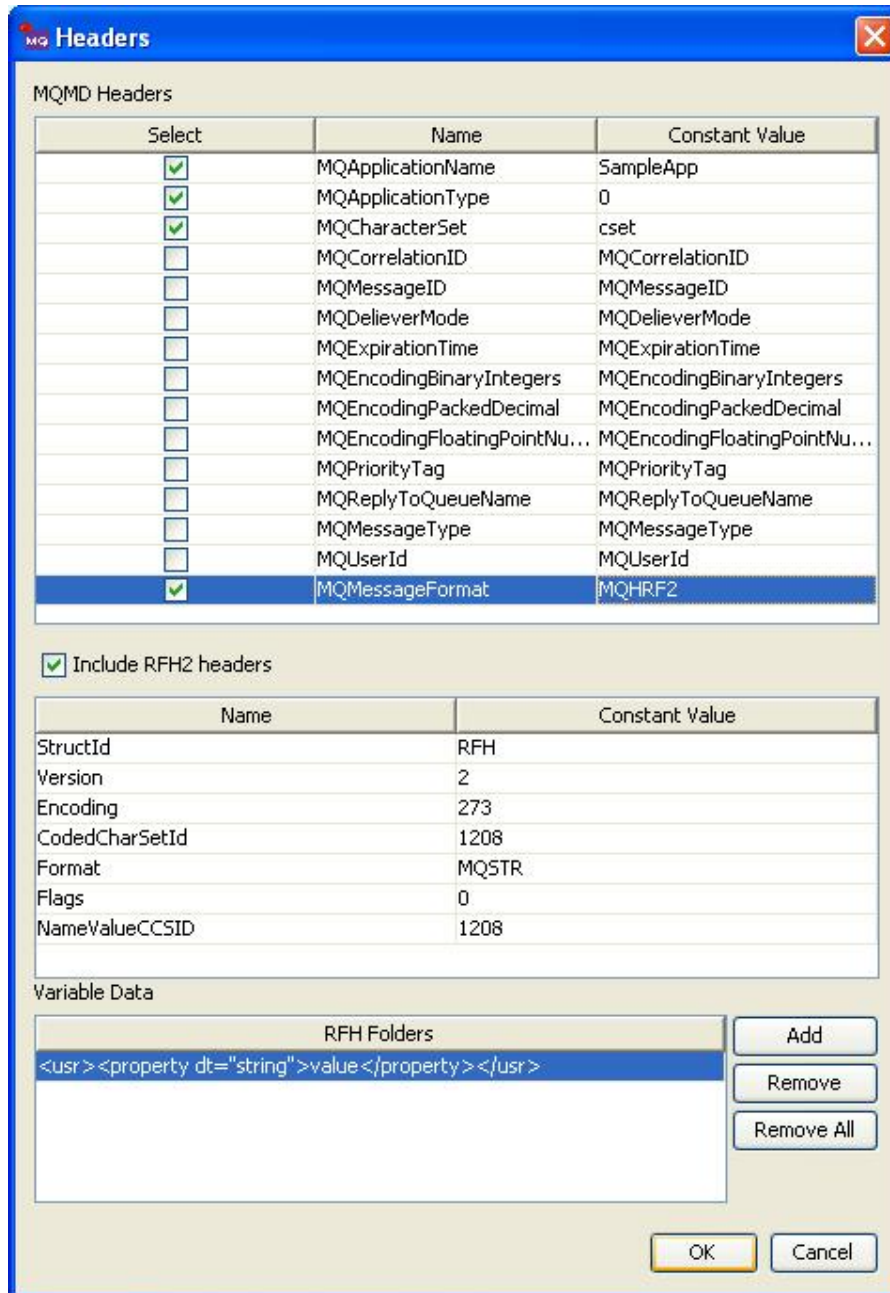 MQ Headers
MQMD Headers
Select Name Constant Value
MQApplicationName SampleApp
MQApplicationType 0
MQCharacterSet cset
MQCorrelationID MQCorrelationID
MQMessageID MQMessageID
MQDelieverMode MQDelieverMode
MQExpirationTime MQExpirationTime
MQEncodingBinaryIntegers MQEncodingBinaryIntegers
MQEncodingPackedDecimal MQEncodingPackedDecimal
MQEncodingFloatingPointNu... MQEncodingFloatingPointNu...
MQPriorityTag MQPriorityTag
MQReplyToQueueName MQReplyToQueueName
MQMessageType MQMessageType
MQUserId MQUserId
MQMessageFormat MQHRF2
Include RFH2 headers
Name Constant Value
StructId RFH
Version 2
Encoding 273
CodedCharSetId 1208
Format MQSTR
Flags 0
NameValueCCSID 1208
Variable Data
RFH Folders Add
<usr><property dt="string">value</property></usr>
Remove
Remove All
OK Cancel